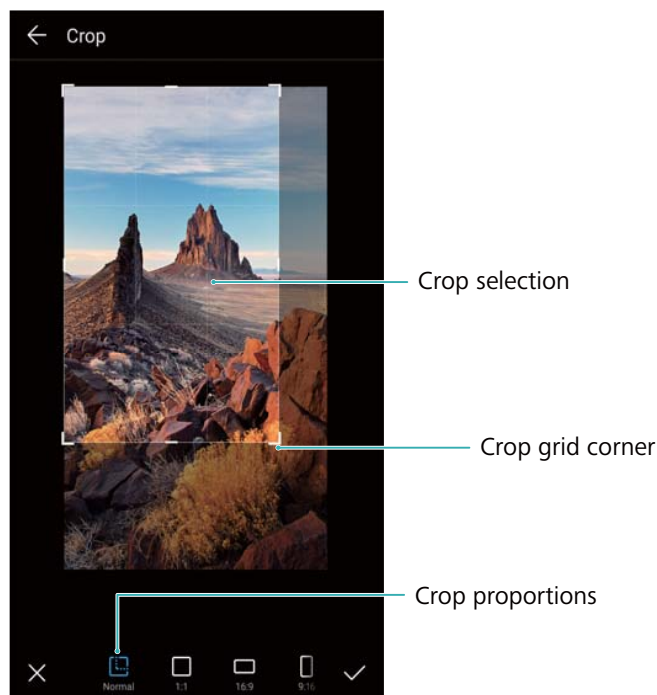 Crop
Crop selection
Crop grid corner
Crop proportions
Normal
1:1
16:9
9:16